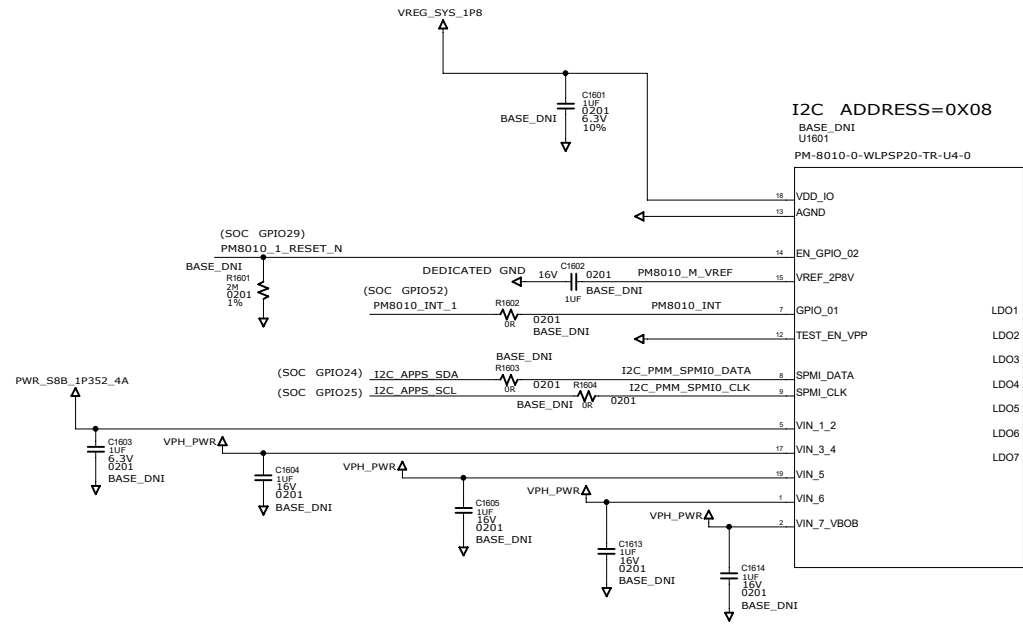 VREG_SYS_1P8
C1601
1UF
0201
6.3V
10%
BASE_DNI
I2C ADDRESS=0X08
BASE_DNI
U1601
PM-8010-0-WLPSP20-TR-U4-0
18 VDD_IO
13 AGND
(SOC GPIO29)
PM8010_1_RESET_N
14 EN_GPIO_02
BASE_DNI
R1601
2M
0201
1%
DEDICATED GND
16V C1602 0201
1UF BASE_DNI
PM8010_M_VREF
15 VREF_2P8V
(SOC GPIO52)
PM8010_INT_1
R1602
0R
0201
BASE_DNI
PM8010_INT
7 GPIO_01
LDO1
12 TEST_EN_VPP
LDO2
LDO3
BASE_DNI
(SOC GPIO24) I2C_APPS_SDA
R1603
0R
0201
I2C_PMM_SPMI0_DATA
8 SPMI_DATA
LDO4
(SOC GPIO25) I2C_APPS_SCL
BASE_DNI
R1604
0R
0201
I2C_PMM_SPMI0_CLK
9 SPMI_CLK
LDO5
PWR_S8B_1P352_4A
5 VIN_1_2
LDO6
C1603
1UF
6.3V
0201
BASE_DNI
VPH_PWR
17 VIN_3_4
LDO7
C1604
1UF
16V
0201
BASE_DNI
VPH_PWR
19 VIN_5
C1605
1UF
16V
0201
BASE_DNI
VPH_PWR
1 VIN_6
C1613
1UF
16V
0201
BASE_DNI
VPH_PWR
2 VIN_7_VBOB
C1614
1UF
16V
0201
BASE_DNI